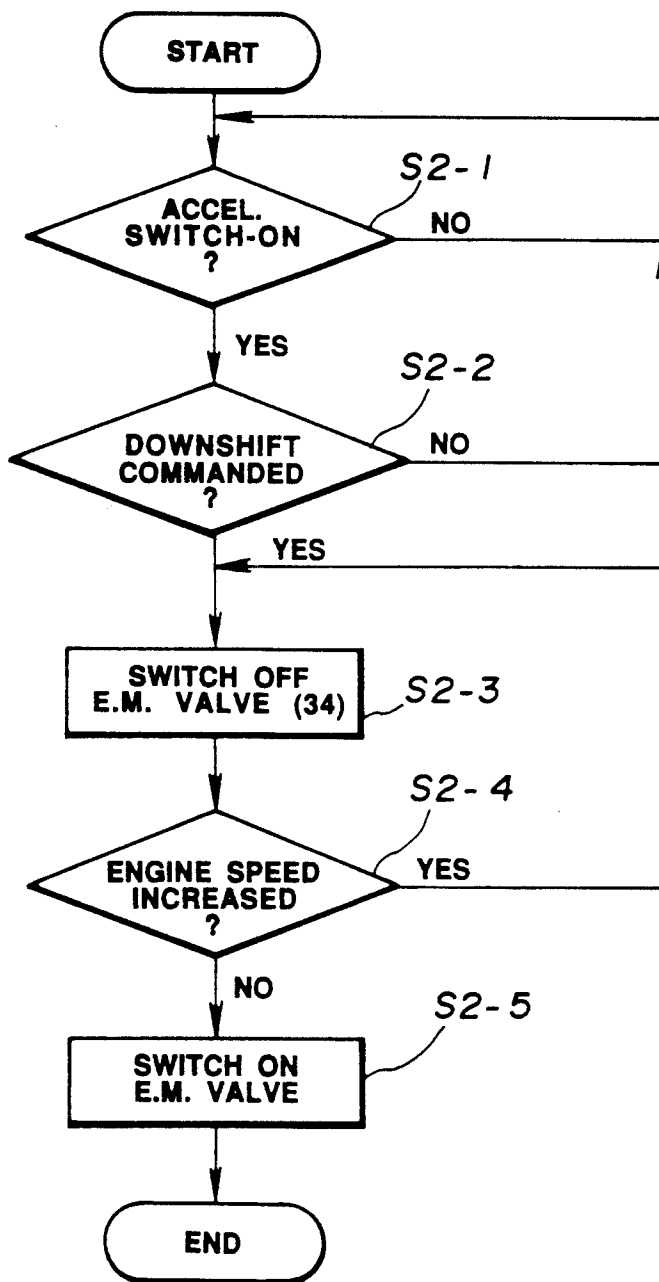 START
S2-1
ACCEL.
SWITCH-ON
?
NO
YES
S2-2
DOWNSHIFT
COMMANDED
?
NO
YES
SWITCH OFF
E.M. VALVE (34)
S2-3
S2-4
ENGINE SPEED
INCREASED
?
YES
NO
S2-5
SWITCH ON
E.M. VALVE
END